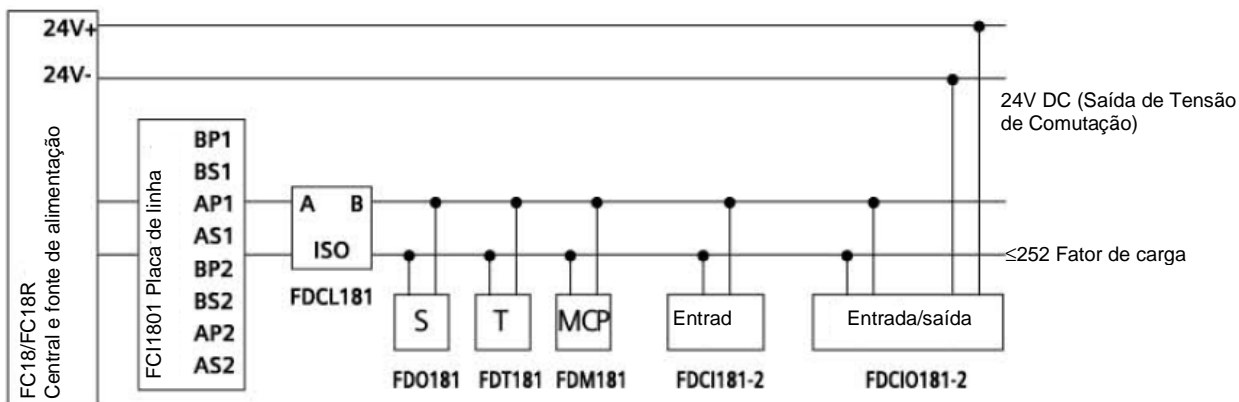 24V+
24V-
FC18/FC18R
Central e fonte de alimentação
FCI1801 Placa de linha
BP1
BS1
AP1
AS1
BP2
BS2
AP2
AS2
A B
ISO
FDCL181
S
FDO181
T
FDT181
MCP
FDM181
Entrad
FDCI181-2
Entrada/saída
FDCIO181-2
24V DC (Saída de Tensão
de Comutação)
≤252 Fator de carga